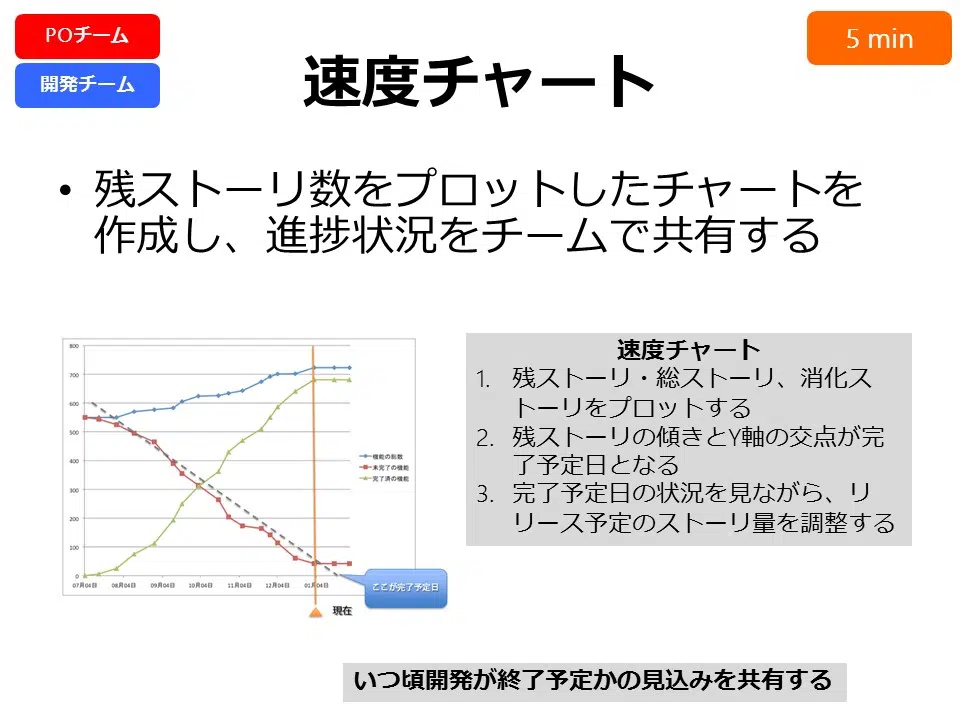 POチーム
開発チーム
5 min
速度チャート
• 残ストーリ数をプロットしたチャートを
作成し、進捗状況をチームで共有する
800
700
600
500
400
300
200
100
0
07月04日 08月04日 09月04日 10月04日 11月04日 12月04日 01月04日
機能の総数
未完了の機能
完了済の機能
ここが完了予定日
現在
速度チャート
1. 残ストーリ・総ストーリ、消化ス
トーリをプロットする
2. 残ストーリの傾きとY軸の交点が完
了予定日となる
3. 完了予定日の状況を見ながら、リ
リース予定のストーリ量を調整する
いつ頃開発が終了予定かの見込みを共有する